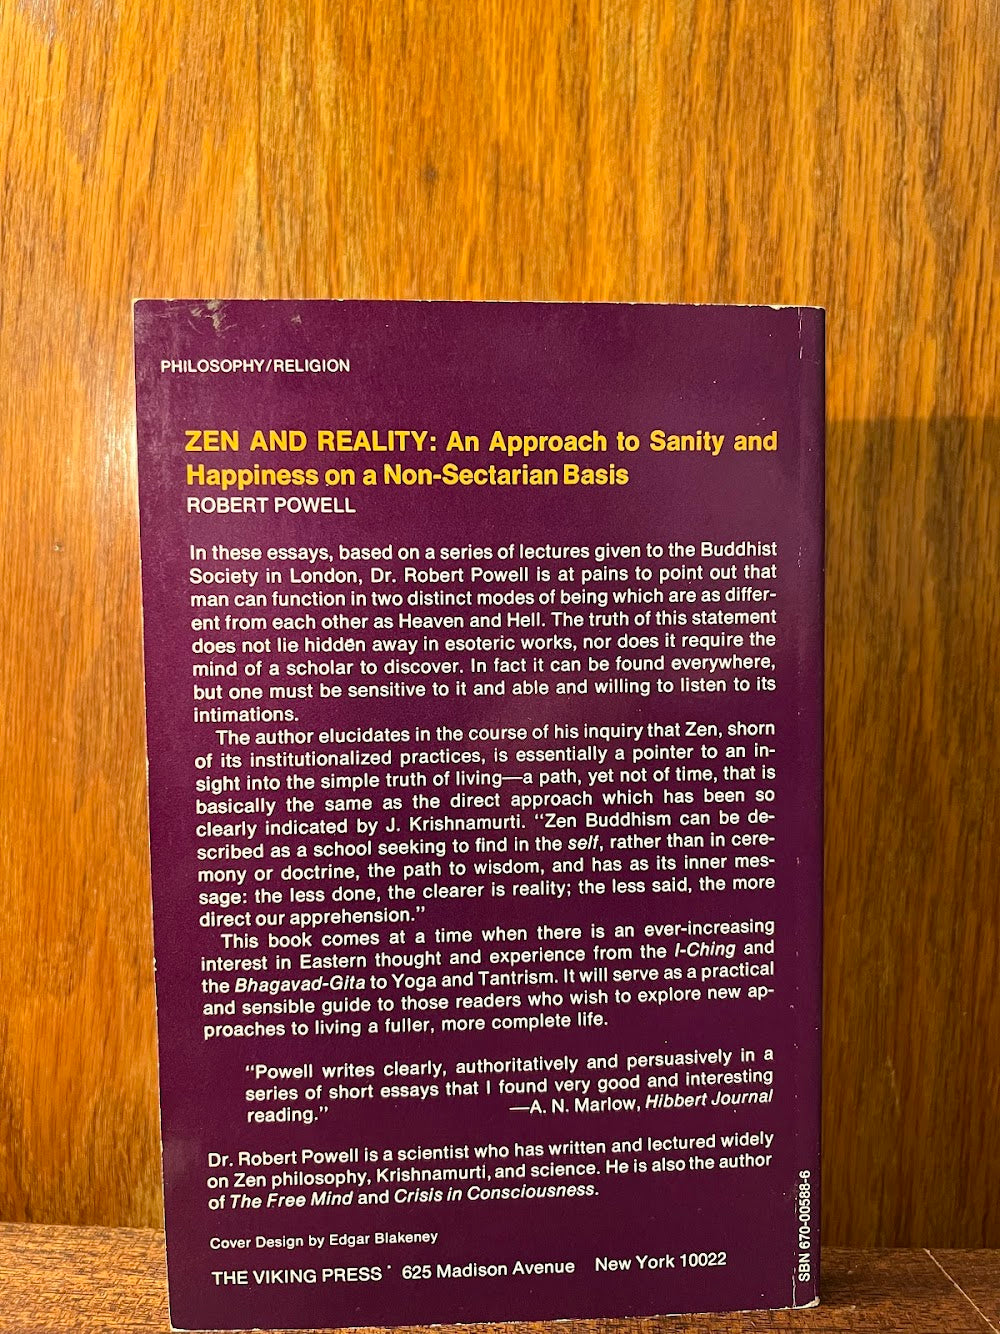 PHILOSOPHY/RELIGION
ZEN AND REALITY: An Approach to Sanity and
Happiness on a Non-Sectarian Basis
ROBERT POWELL
In these essays, based on a series of lectures given to the Buddhist
Society in London, Dr. Robert Powell is at pains to point out that
man can function in two distinct modes of being which are as differ-
ent from each other as Heaven and Hell. The truth of this statement
does not lie hidden away in esoteric works, nor does it require the
mind of a scholar to discover. In fact it can be found everywhere,
but one must be sensitive to it and able and willing to listen to its
intimations.
The author elucidates in the course of his inquiry that Zen, shorn
of its institutionalized practices, is essentially a pointer to an in-
sight into the simple truth of living—a path, yet not of time, that is
basically the same as the direct approach which has been so
clearly indicated by J. Krishnamurti. "Zen Buddhism can be de-
scribed as a school seeking to find in the self, rather than in cere-
mony or doctrine, the path to wisdom, and has as its inner mes-
sage: the less done, the clearer is reality; the less said, the more
direct our apprehension."
This book comes at a time when there is an ever-increasing
interest in Eastern thought and experience from the I-Ching and
the Bhagavad-Gita to Yoga and Tantrism. It will serve as a practical
and sensible guide to those readers who wish to explore new ap-
proaches to living a fuller, more complete life.
"Powell writes clearly, authoritatively and persuasively in a
series of short essays that I found very good and interesting
reading." —A. N. Marlow, Hibbert Journal
Dr. Robert Powell is a scientist who has written and lectured widely
on Zen philosophy, Krishnamurti, and science. He is also the author
of The Free Mind and Crisis in Consciousness.
Cover Design by Edgar Blakeney
THE VIKING PRESS 625 Madison Avenue New York 10022
SBN 670-00588-6